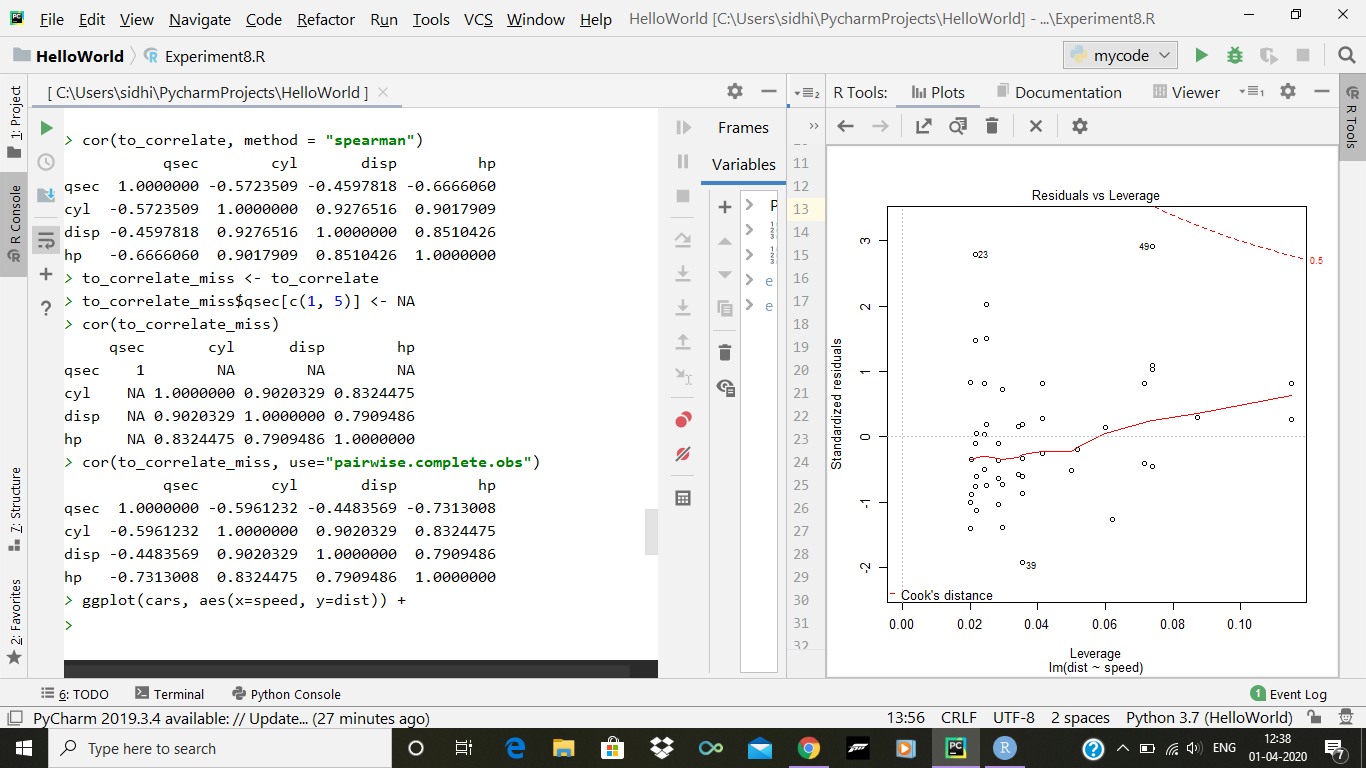 File Edit View Navigate Code Refactor Run Tools VCS Window Help HelloWorld [C:\Users\sidhi\PycharmProjects\HelloWorld] - ...\Experiment8.R
HelloWorld Experiment8.R mycode
1: Project
R Console
7: Structure
2: Favorites
[ C:\Users\sidhi\PycharmProjects\HelloWorld ]
> cor(to_correlate, method = "spearman")
qsec cyl disp hp
qsec 1.0000000 -0.5723509 -0.4597818 -0.6666060
cyl -0.5723509 1.0000000 0.9276516 0.9017909
disp -0.4597818 0.9276516 1.0000000 0.8510426
hp -0.6666060 0.9017909 0.8510426 1.0000000
> to_correlate_miss <- to_correlate
> to_correlate_miss$qsec[c(1, 5)] <- NA
> cor(to_correlate_miss)
qsec cyl disp hp
qsec 1 NA NA NA
cyl NA 1.0000000 0.9020329 0.8324475
disp NA 0.9020329 1.0000000 0.7909486
hp NA 0.8324475 0.7909486 1.0000000
> cor(to_correlate_miss, use="pairwise.complete.obs")
qsec cyl disp hp
qsec 1.0000000 -0.5961232 -0.4483569 -0.7313008
cyl -0.5961232 1.0000000 0.9020329 0.8324475
disp -0.4483569 0.9020329 1.0000000 0.7909486
hp -0.7313008 0.8324475 0.7909486 1.0000000
> ggplot(cars, aes(x=speed, y=dist)) +
>
Frames
Variables
P
e
e
2
11
12
13
14
15
16
17
18
19
20
21
22
23
24
25
26
27
28
29
30
31
32
R Tools: Plots Documentation Viewer 1
R Tools
Residuals vs Leverage
3
2
1
0
-1
-2
Standardized residuals
23
49
39
0.5
Cook's distance
0.00 0.02 0.04 0.06 0.08 0.10
Leverage
lm(dist ~ speed)
6: TODO Terminal Python Console 1 Event Log
PyCharm 2019.3.4 available: // Update... (27 minutes ago) 13:56 CRLF UTF-8 2 spaces Python 3.7 (HelloWorld)
Type here to search ENG 12:38
01-04-2020 7